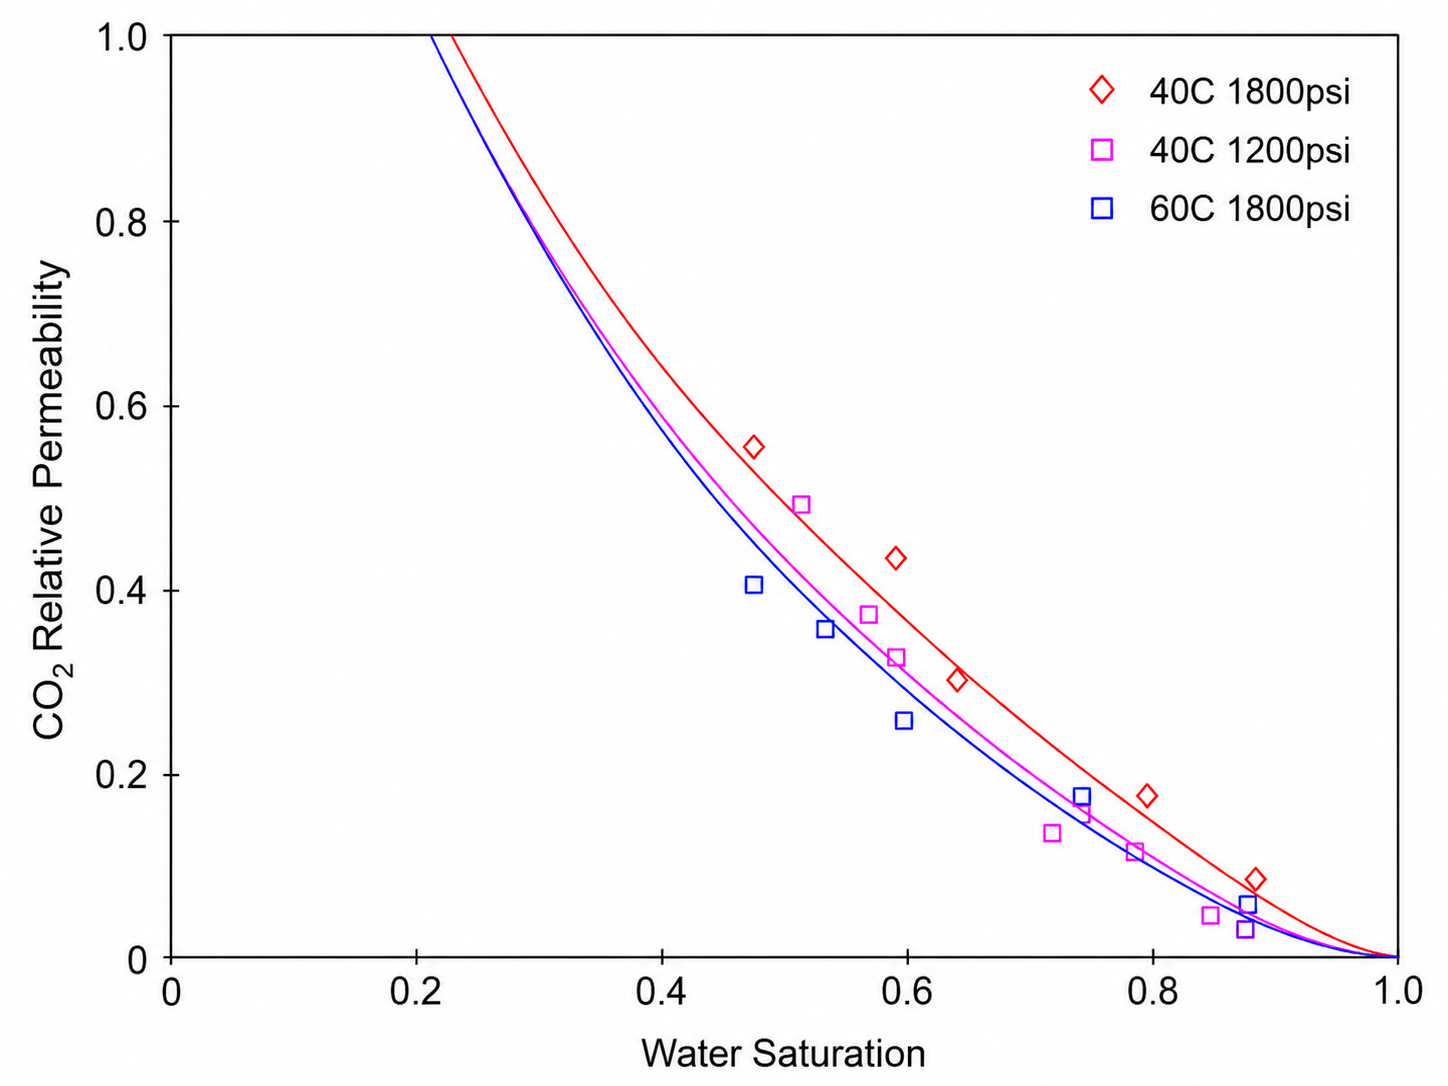 1.0
0.8
0.6
0.4
0.2
0
CO₂ Relative Permeability
40C 1800psi
40C 1200psi
60C 1800psi
0 0.2 0.4 0.6 0.8 1.0
Water Saturation